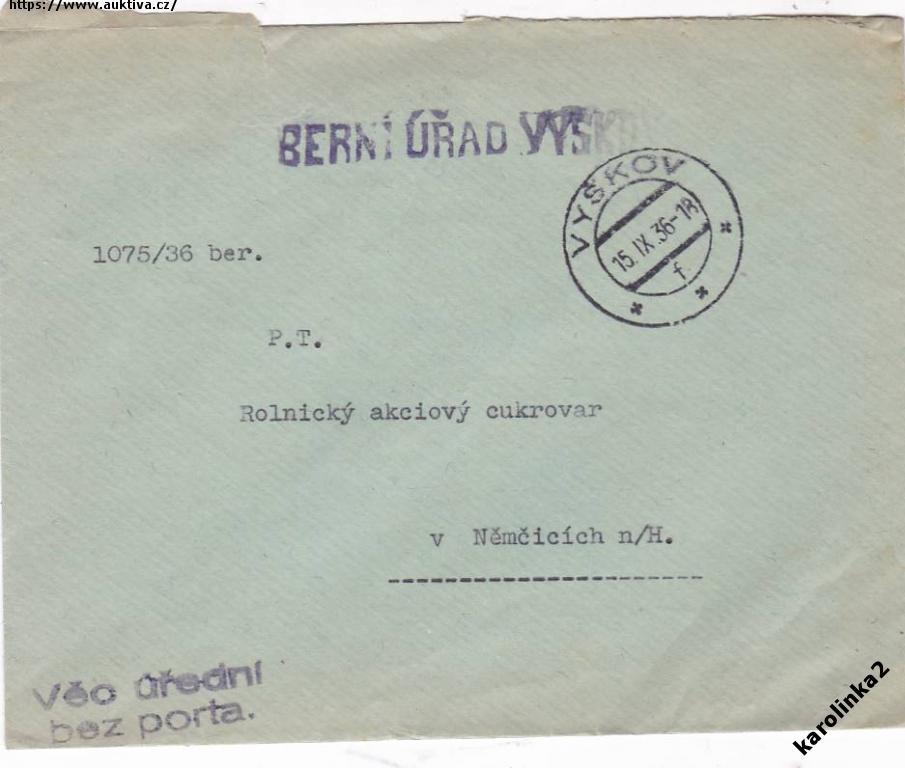 https://www.auktiva.cz/
BERNÍ ÚŘAD VYŠKOV
VYŠKOV
15.IX.36-18
f
1075/36 ber.
P.T.
Rolnický akciový cukrovar
v Němčicích n/H.
Věc úřední
bez porta.
karolinka2